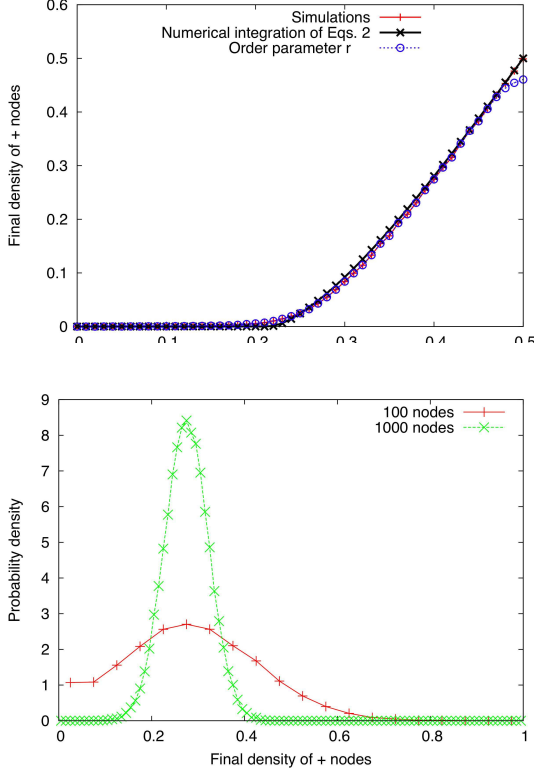 0.6
Simulations
Numerical integration of Eqs. 2
Order parameter r
0.5
0.4
0.3
0.2
0.1
0
Final density of + nodes
0 0.1 0.2 0.3 0.4 0.5
9
100 nodes
1000 nodes
8
7
6
5
4
3
2
1
0
Probability density
0 0.2 0.4 0.6 0.8 1
Final density of + nodes